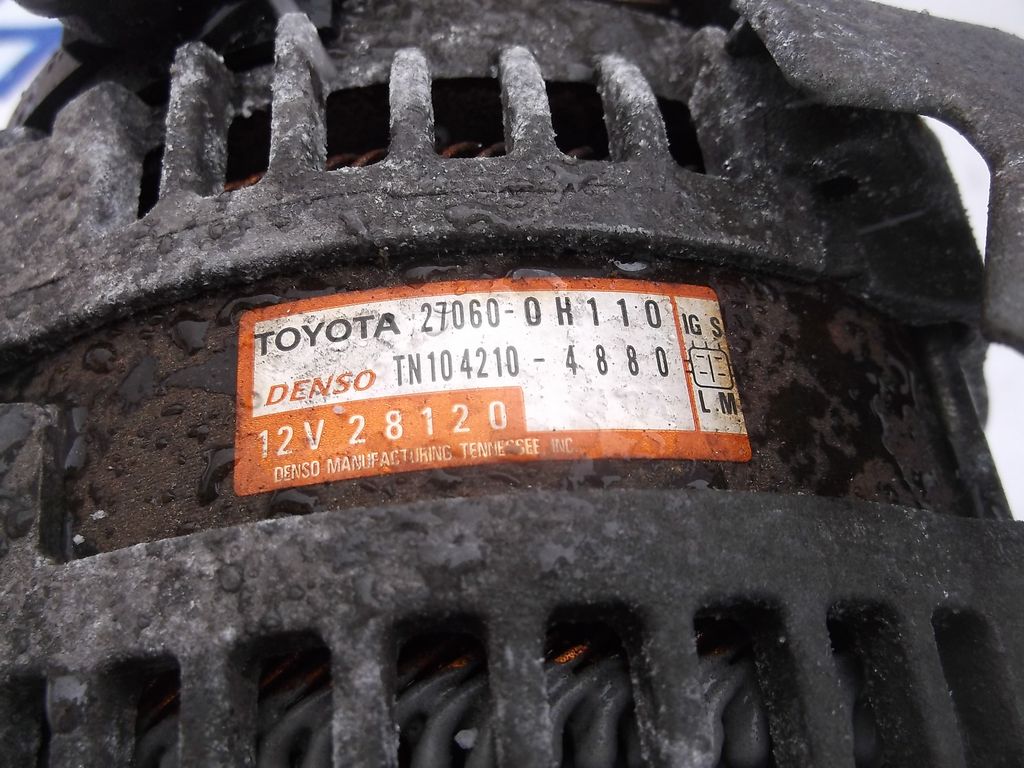 TOYOTA 27060-0H110
DENSO TN104210-4880
12V 28120
DENSO MANUFACTURING TENNESSEE INC.
IG S
L M